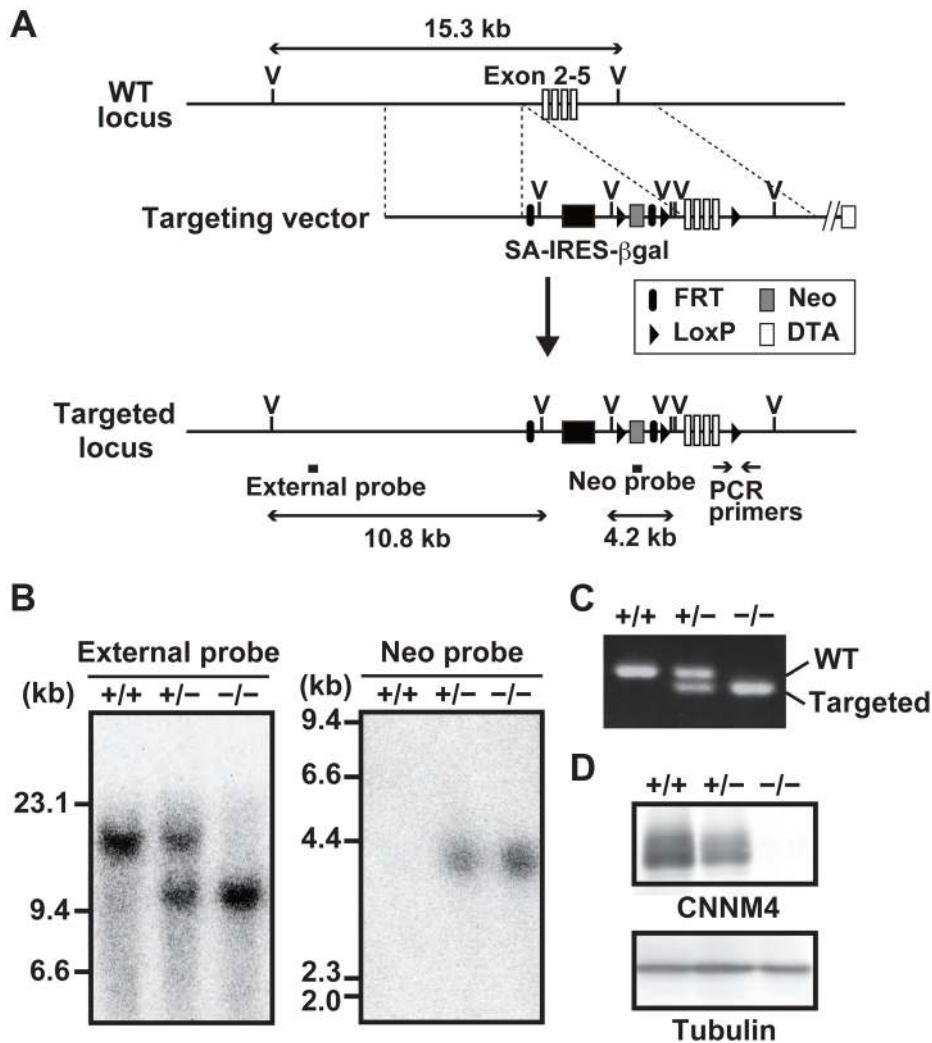 A
15.3 kb
V Exon 2-5 V
WT
locus
V V V V V
Targeting vector
SA-IRES-βgal
FRT Neo
LoxP DTA
Targeted
locus
V V V V V V
External probe Neo probe PCR
primers
10.8 kb 4.2 kb
B
External probe Neo probe
(kb) +/+ +/− −/− +/+ +/− −/−
23.1
9.4
6.6
9.4
6.6
4.4
2.3
2.0
C
+/+ +/− −/−
WT
Targeted
D
+/+ +/− −/−
CNNM4
Tubulin